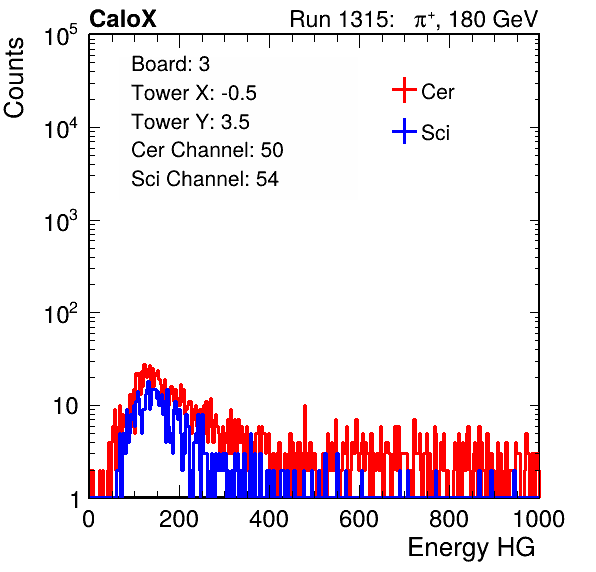 CaloX Run 1315: π⁺, 180 GeV
Board: 3
Tower X: -0.5
Tower Y: 3.5
Cer Channel: 50
Sci Channel: 54
Cer
Sci
Counts
10⁵
10⁴
10³
10²
10
1
0 200 400 600 800 1000
Energy HG